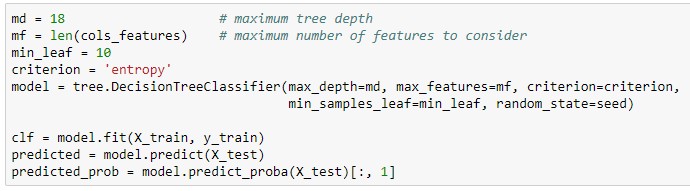 md = 18                    # maximum tree depth
mf = len(cols_features)    # maximum number of features to consider
min_leaf = 10
criterion = 'entropy'
model = tree.DecisionTreeClassifier(max_depth=md, max_features=mf, criterion=criterion,
                                    min_samples_leaf=min_leaf, random_state=seed)
clf = model.fit(X_train, y_train)
predicted = model.predict(X_test)
predicted_prob = model.predict_proba(X_test)[:, 1]